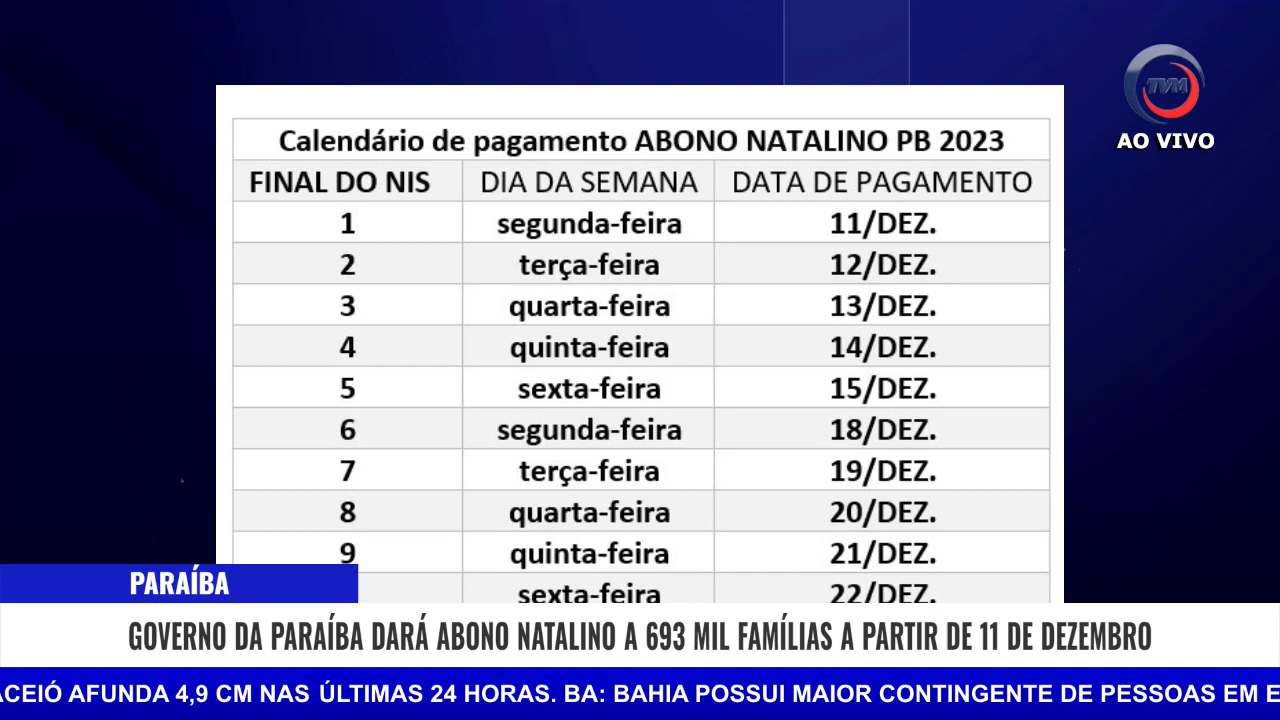 TVM
AO VIVO
Calendário de pagamento ABONO NATALINO PB 2023
FINAL DO NIS DIA DA SEMANA DATA DE PAGAMENTO
1 segunda-feira 11/DEZ.
2 terça-feira 12/DEZ.
3 quarta-feira 13/DEZ.
4 quinta-feira 14/DEZ.
5 sexta-feira 15/DEZ.
6 segunda-feira 18/DEZ.
7 terça-feira 19/DEZ.
8 quarta-feira 20/DEZ.
9 quinta-feira 21/DEZ.
sexta-feira 22/DEZ.
PARAÍBA
GOVERNO DA PARAÍBA DARÁ ABONO NATALINO A 693 MIL FAMÍLIAS A PARTIR DE 11 DE DEZEMBRO
ACEIÓ AFUNDA 4,9 CM NAS ÚLTIMAS 24 HORAS. BA: BAHIA POSSUI MAIOR CONTINGENTE DE PESSOAS EM E